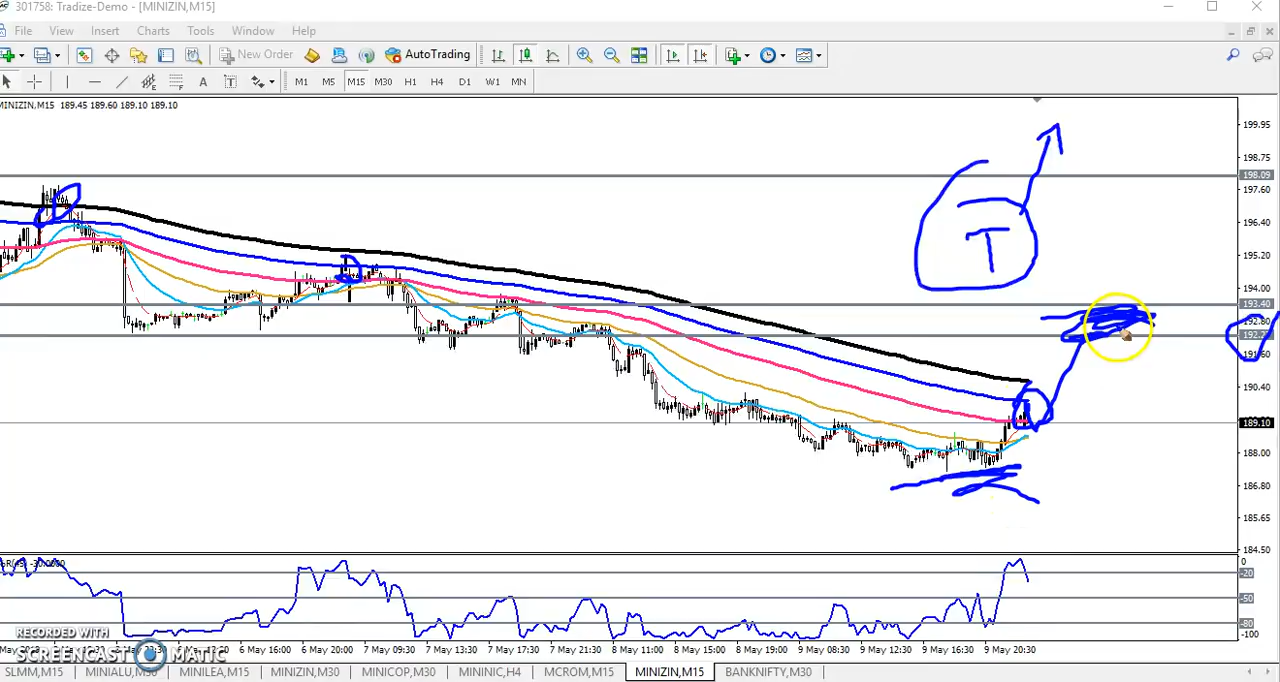 301758: Tradize-Demo - [MINIZIN,M15]
File View Insert Charts Tools Window Help
New Order AutoTrading
A T M1 M5 M15 M30 H1 H4 D1 W1 MN
MINIZIN,M15 189.45 189.60 189.10 189.10
199.95
198.75
198.09
197.60
196.40
T
195.20
194.00
193.40
192.80
191.60
190.40
189.10
188.00
186.80
185.65
184.50
-30.0000
0
-20
-50
-80
-100
RECORDED WITH
SCREENCAST MATIC
6 May 16:00 6 May 20:00 7 May 09:30 7 May 13:30 7 May 17:30 7 May 21:30 8 May 11:00 8 May 15:00 8 May 19:00 9 May 08:30 9 May 12:30 9 May 16:30 9 May 20:30
SLMM,M15 MINIALU,M30 MINILEA,M15 MINIZIN,M30 MINICOP,M30 MININIC,H4 MCROM,M15 MINIZIN,M15 BANKNIFTY,M30